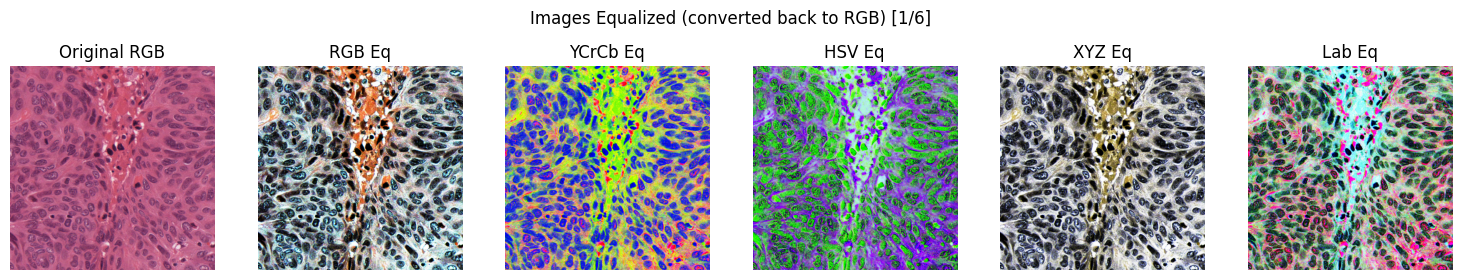 Images Equalized (converted back to RGB) [1/6]
Original RGB
RGB Eq
YCrCb Eq
HSV Eq
XYZ Eq
Lab Eq